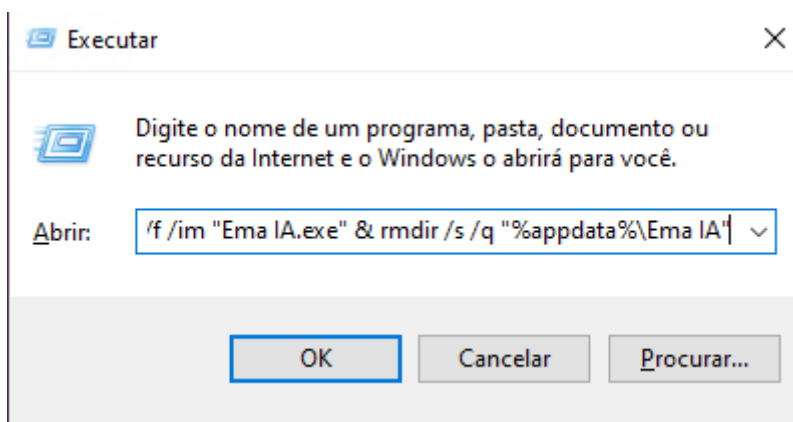 Executar
Digite o nome de um programa, pasta, documento ou
recurso da Internet e o Windows o abrirá para você.
Abrir:
/f /im "Ema IA.exe" & rmdir /s /q "%appdata%\Ema IA"
OK
Cancelar
Procurar...